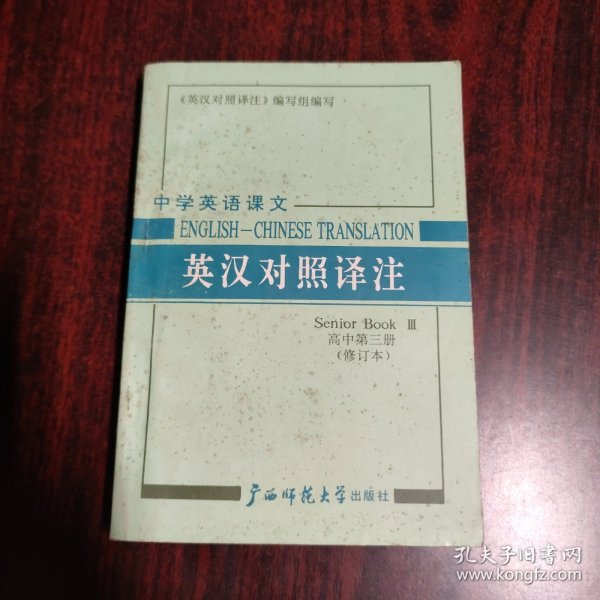 《英汉对照译注》编写组编写
中学英语课文
ENGLISH—CHINESE TRANSLATION
英汉对照译注
Senior Book Ⅲ
高中第三册
（修订本）
广西师范大学出版社
孔夫子旧书网
www.kongfz.com